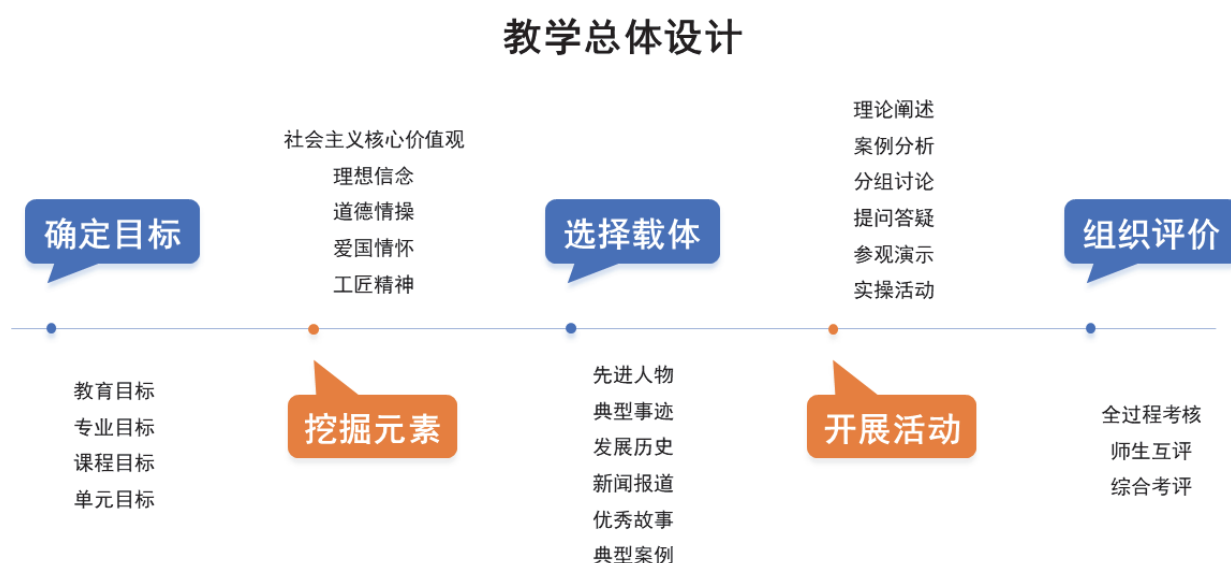 教学总体设计
确定目标
教育目标
专业目标
课程目标
单元目标
社会主义核心价值观
理想信念
道德情操
爱国情怀
工匠精神
挖掘元素
选择载体
先进人物
典型事迹
发展历史
新闻报道
优秀故事
典型案例
理论阐述
案例分析
分组讨论
提问答疑
参观演示
实操活动
开展活动
组织评价
全过程考核
师生互评
综合考评